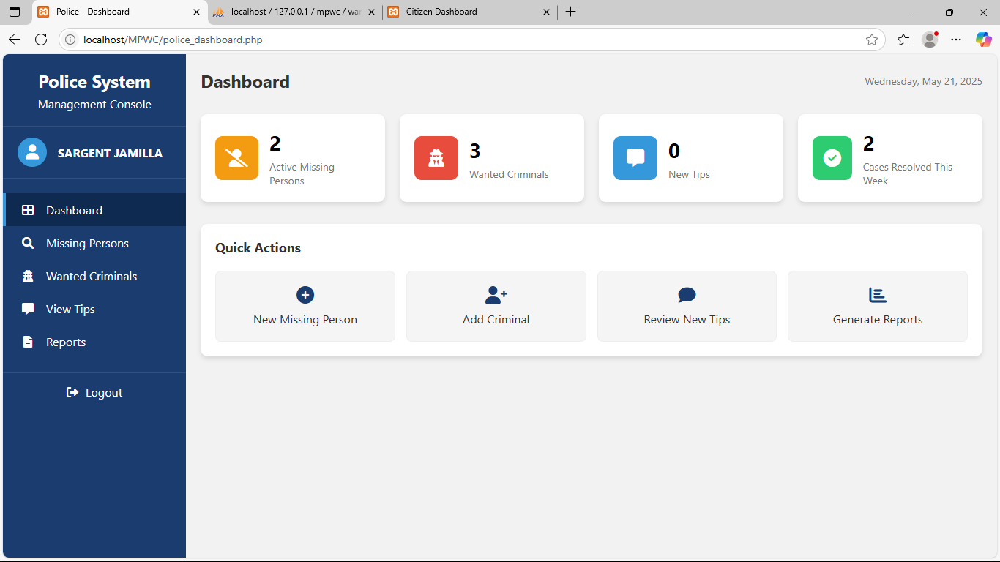 Police - Dashboard
localhost / 127.0.0.1 / mpwc / wan
Citizen Dashboard
localhost/MPWC/police_dashboard.php
Police System
Management Console
SARGENT JAMILLA
Dashboard
Missing Persons
Wanted Criminals
View Tips
Reports
Logout
Dashboard
Wednesday, May 21, 2025
2
Active Missing
Persons
3
Wanted Criminals
0
New Tips
2
Cases Resolved This
Week
Quick Actions
New Missing Person
Add Criminal
Review New Tips
Generate Reports